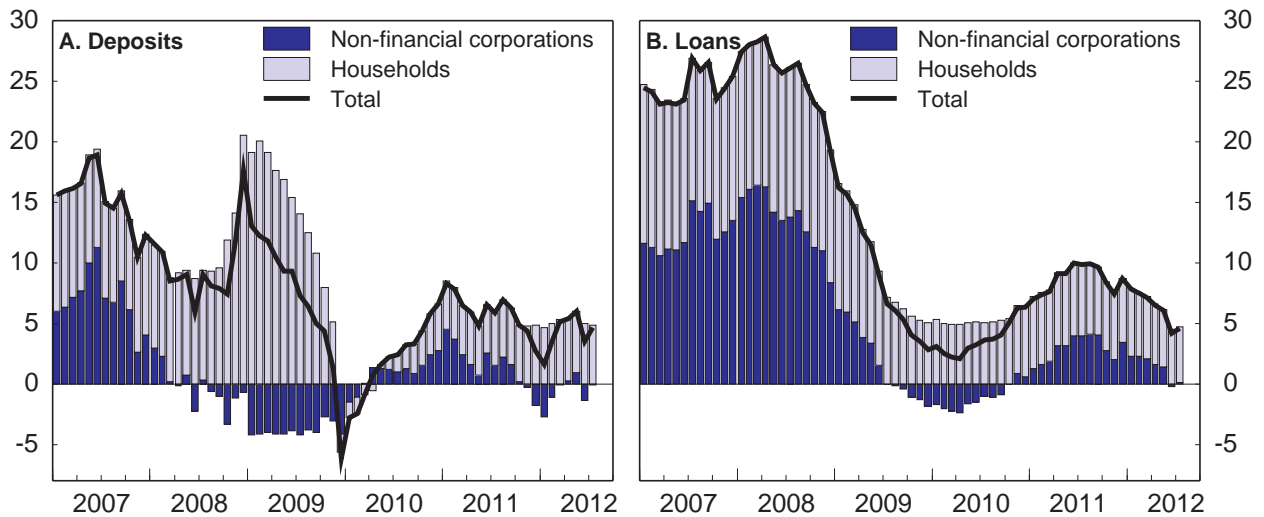 A. Deposits
Non-financial corporations
Households
Total
30
25
20
15
10
5
0
-5
2007 2008 2009 2010 2011 2012
B. Loans
Non-financial corporations
Households
Total
30
25
20
15
10
5
0
-5
2007 2008 2009 2010 2011 2012